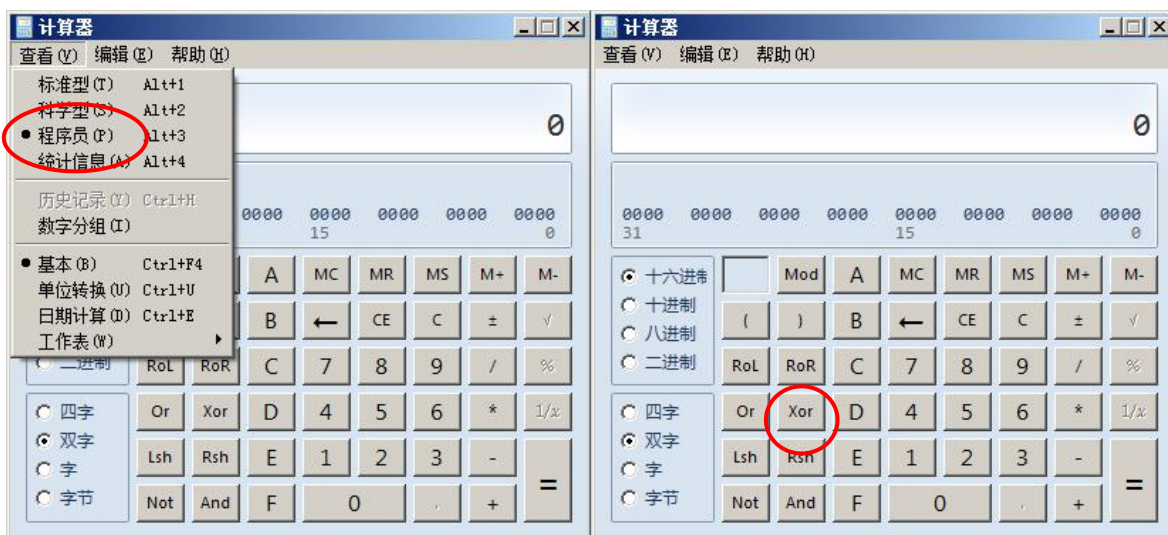 计算器
查看(V) 编辑(E) 帮助(H)
标准型(T) Alt+1
科学型(S) Alt+2
程序员(P) Alt+3
统计信息(A) Alt+4
历史记录(Y) Ctrl+H
数字分组(I)
基本(B) Ctrl+F4
单位转换(U) Ctrl+U
日期计算(D) Ctrl+E
工作表(W)
0
0000 0000 0000 0000 0000
15 0
A MC MR MS M+ M-
B ← CE C ± √
二进制 RoL RoR C 7 8 9 / %
四字 Or Xor D 4 5 6 * 1/x
双字
字 Lsh Rsh E 1 2 3 - =
字节 Not And F 0 . +
计算器
查看(V) 编辑(E) 帮助(H)
0
0000 0000 0000 0000 0000 0000 0000 0000
31 15 0
十六进制 Mod A MC MR MS M+ M-
十进制
八进制 ( ) B ← CE C ± √
二进制 RoL RoR C 7 8 9 / %
四字 Or Xor D 4 5 6 * 1/x
双字
字 Lsh Rsh E 1 2 3 - =
字节 Not And F 0 . +